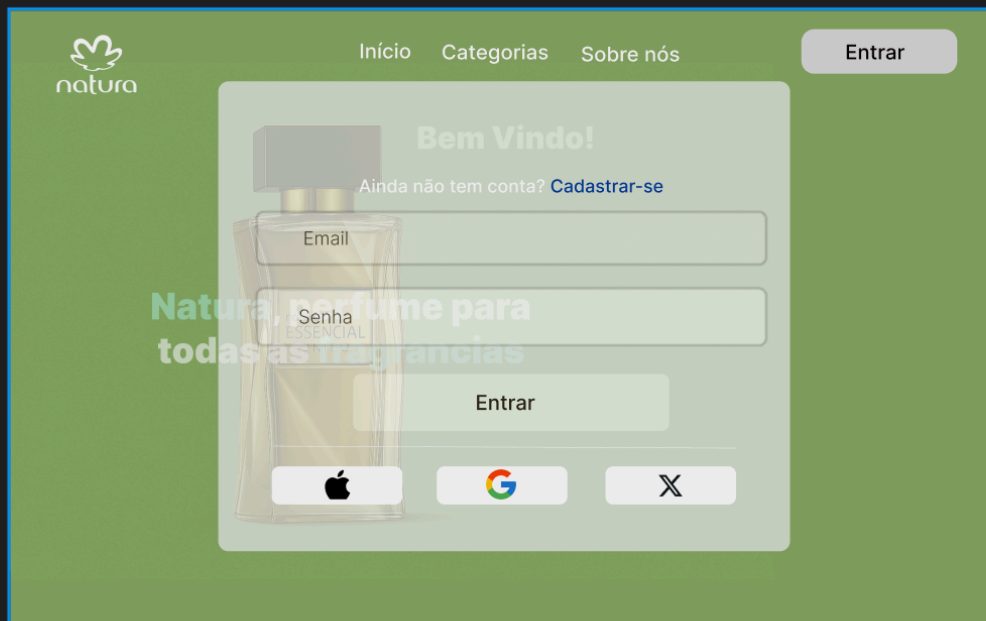 natura
Início Categorias Sobre nós Entrar
Bem Vindo!
Ainda não tem conta? Cadastrar-se
Email
Natura, perfume para
Senha
ESSENCIAL
todas as fragrancias
Entrar
X